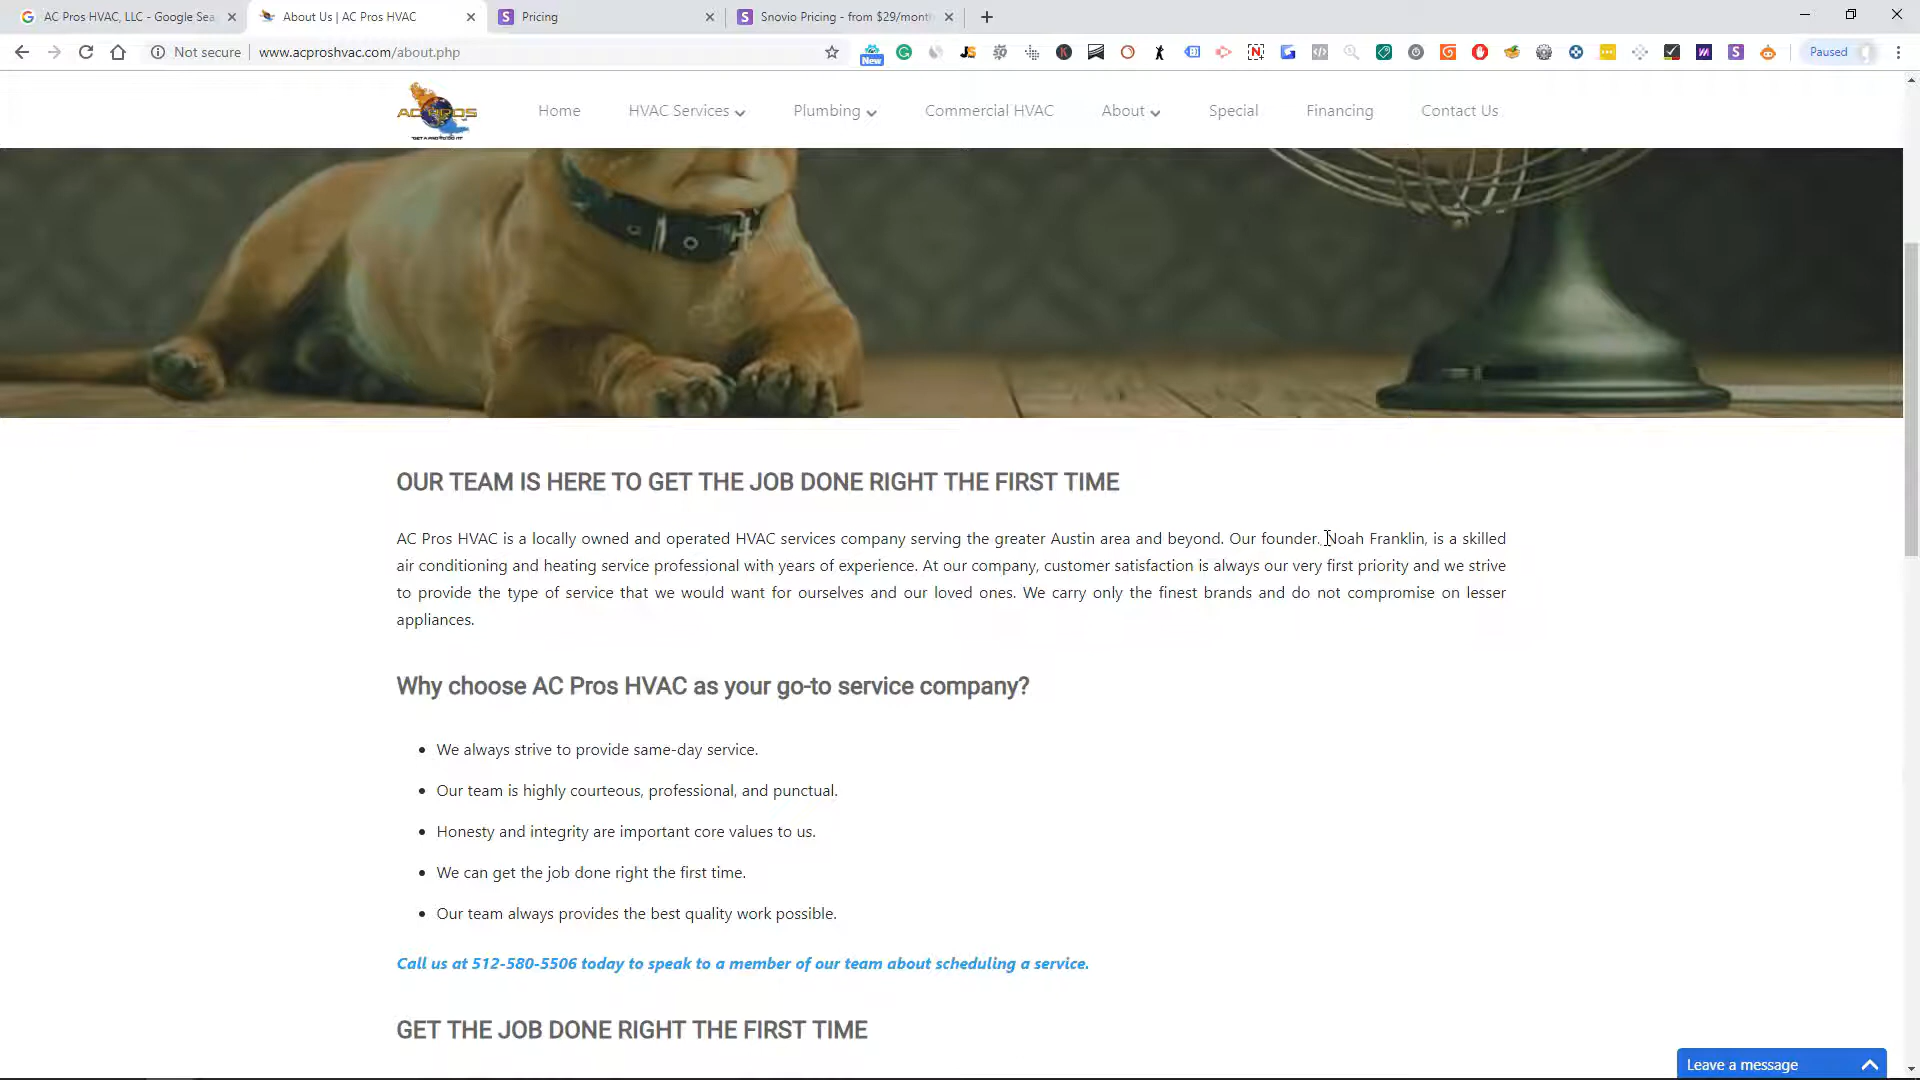 AC Pros HVAC, LLC - Google Sea
About Us | AC Pros HVAC
Pricing
Snovio Pricing - from $29/month
Not secure
www.acproshvac.com/about.php
New
Paused
AC PROS
Home
HVAC Services
Plumbing
Commercial HVAC
About
Special
Financing
Contact Us
OUR TEAM IS HERE TO GET THE JOB DONE RIGHT THE FIRST TIME
AC Pros HVAC is a locally owned and operated HVAC services company serving the greater Austin area and beyond. Our founder. Noah Franklin, is a skilled
air conditioning and heating service professional with years of experience. At our company, customer satisfaction is always our very first priority and we strive
to provide the type of service that we would want for ourselves and our loved ones. We carry only the finest brands and do not compromise on lesser
appliances.
Why choose AC Pros HVAC as your go-to service company?
• We always strive to provide same-day service.
• Our team is highly courteous, professional, and punctual.
• Honesty and integrity are important core values to us.
• We can get the job done right the first time.
• Our team always provides the best quality work possible.
Call us at 512-580-5506 today to speak to a member of our team about scheduling a service.
GET THE JOB DONE RIGHT THE FIRST TIME
Leave a message